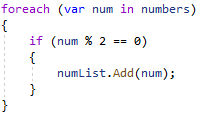 foreach (var num in numbers)
{
    if (num % 2 == 0)
    {
        numList.Add(num);
    }
}